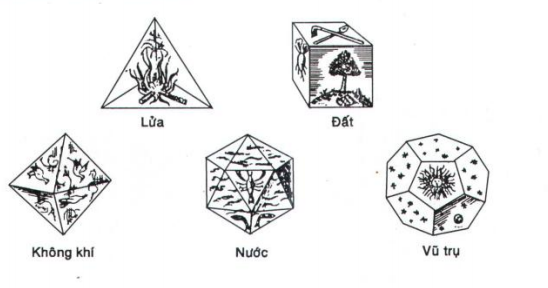 Lửa
Đất
Không khí
Nước
Vũ trụ